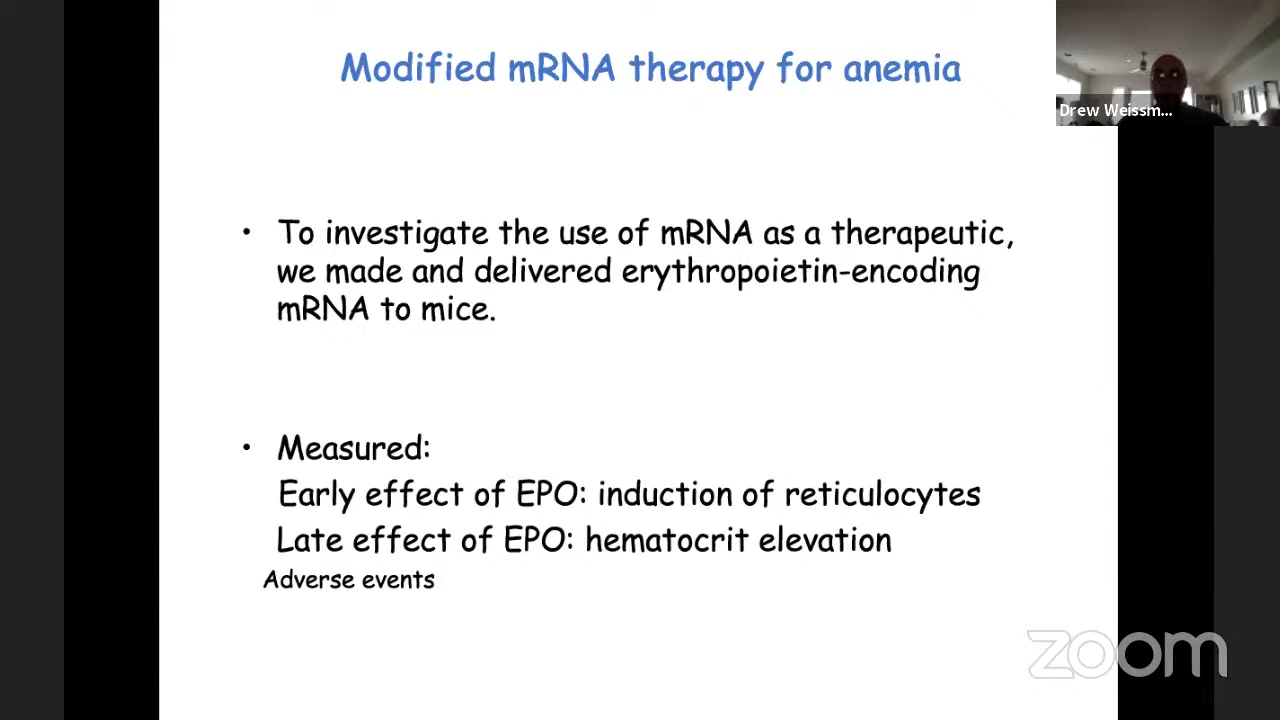 Modified mRNA therapy for anemia
Drew Weissm...
• To investigate the use of mRNA as a therapeutic,
we made and delivered erythropoietin-encoding
mRNA to mice.
• Measured:
Early effect of EPO: induction of reticulocytes
Late effect of EPO: hematocrit elevation
Adverse events
zoom